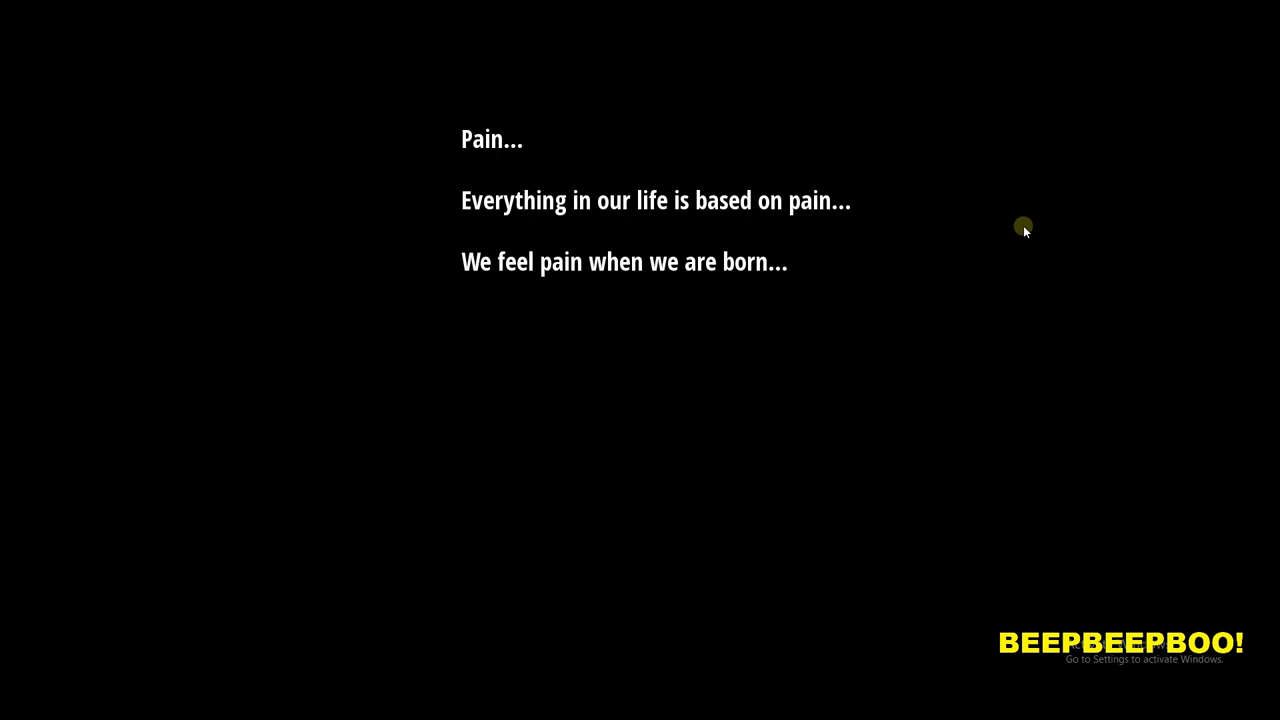 Pain...
Everything in our life is based on pain...
We feel pain when we are born...
BEEPBEEPBOO!
Go to Settings to activate Windows.